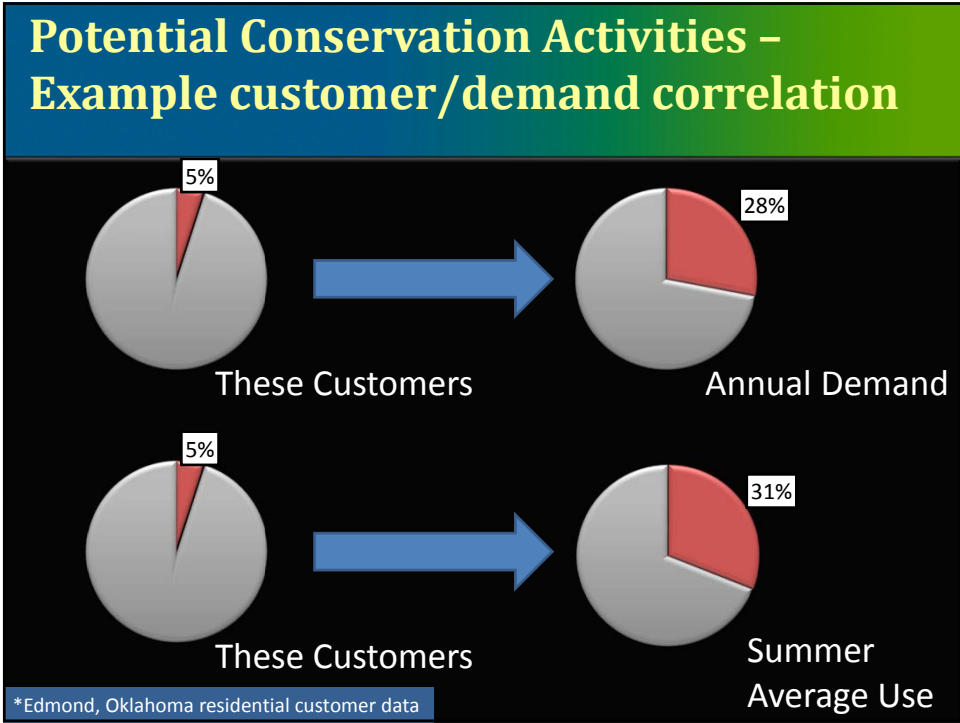 Potential Conservation Activities –
Example customer/demand correlation
5%
28%
These Customers
Annual Demand
5%
31%
These Customers
Summer
Average Use
*Edmond, Oklahoma residential customer data